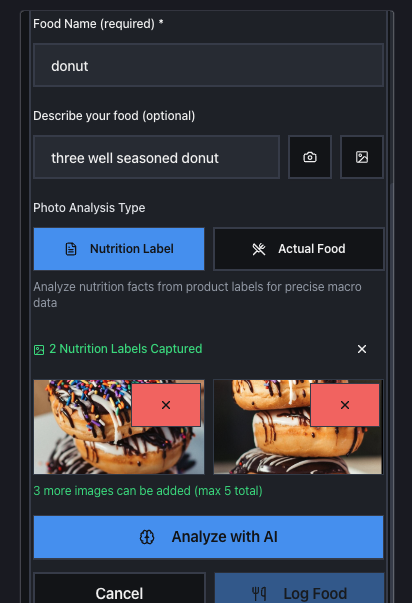 Food Name (required) *
donut
Describe your food (optional)
three well seasoned donut
Photo Analysis Type
Nutrition Label
Actual Food
Analyze nutrition facts from product labels for precise macro
data
2 Nutrition Labels Captured
3 more images can be added (max 5 total)
Analyze with AI
Cancel
Log Food